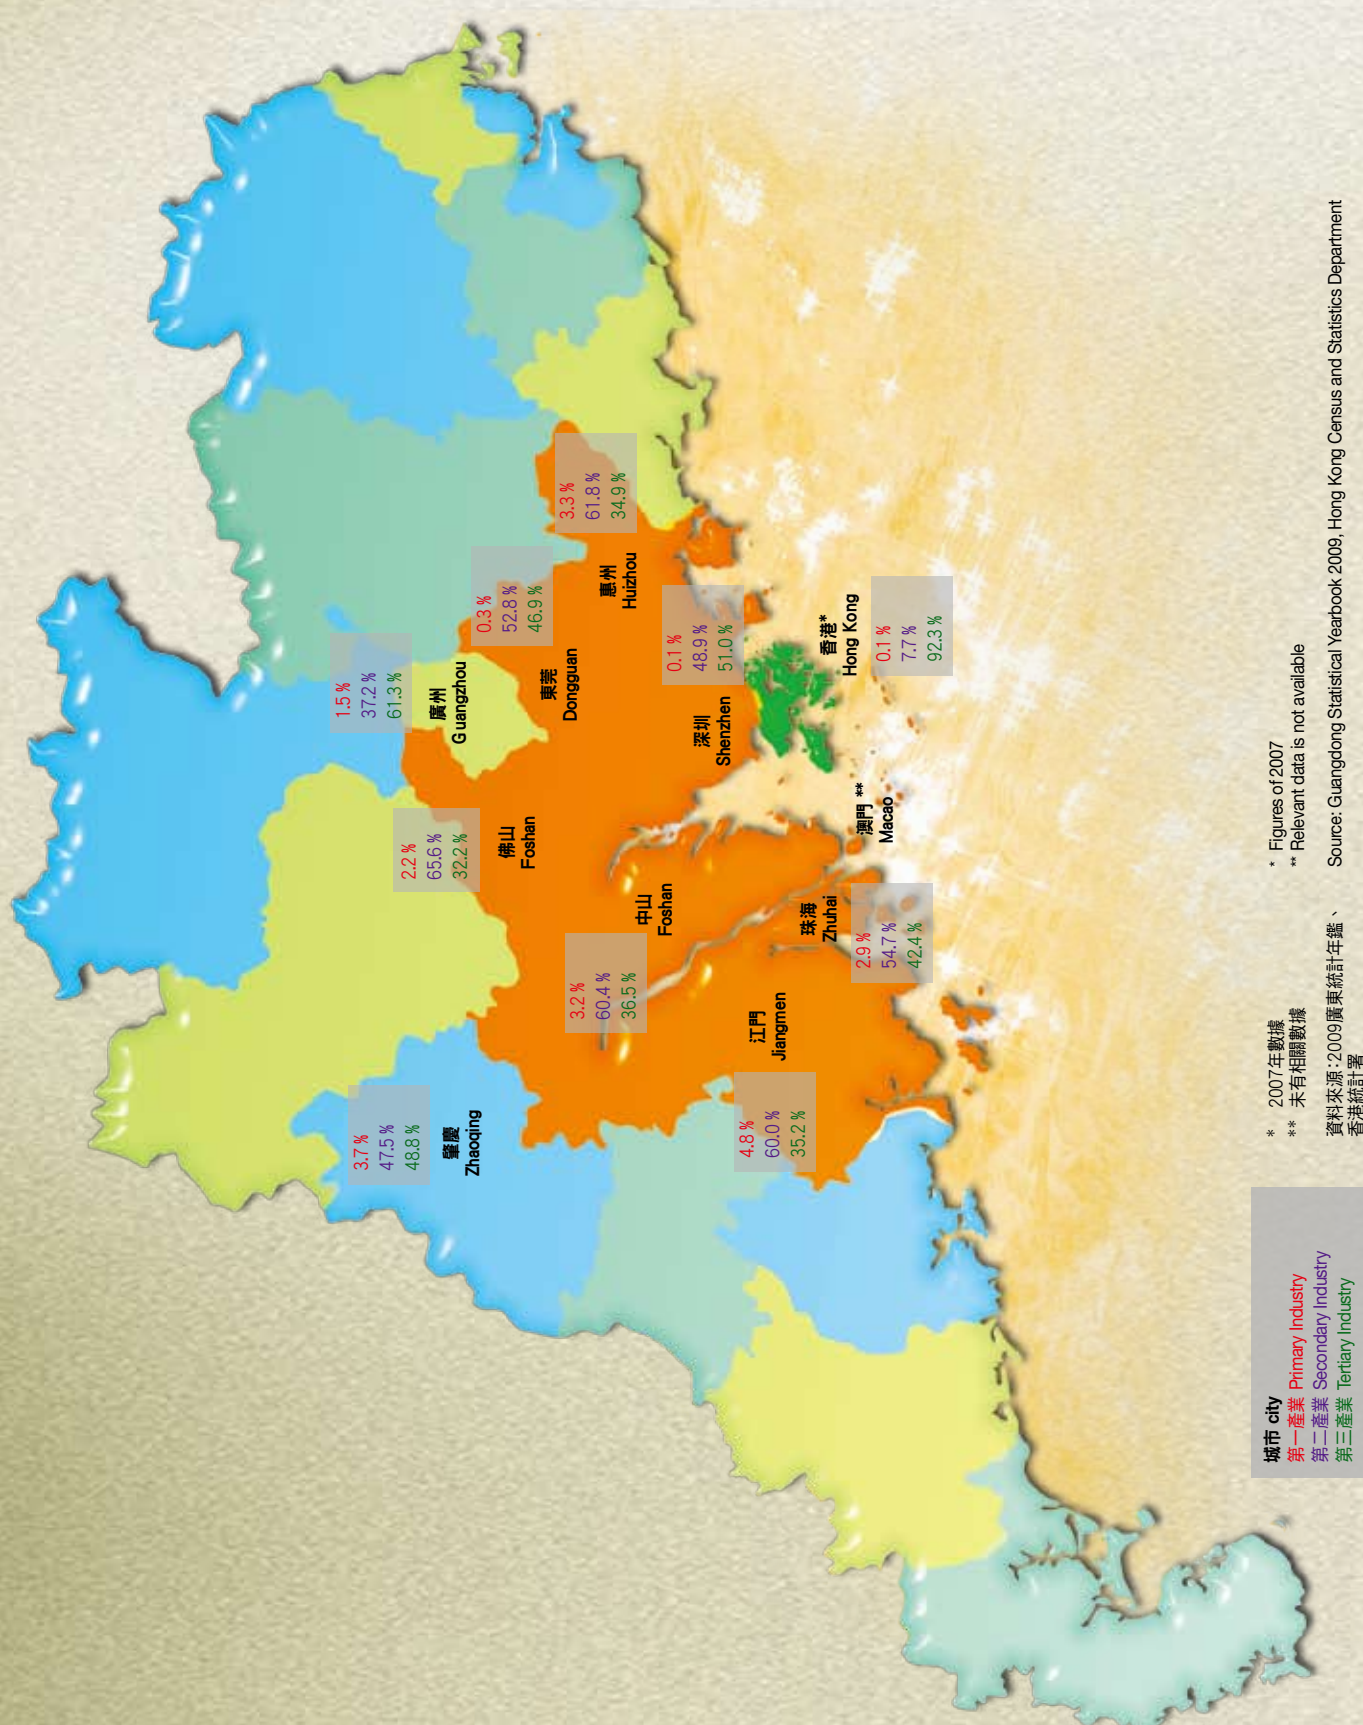 1.5 %
37.2 %
61.3 %
廣州
Guangzhou
0.3 %
52.8 %
46.9 %
東莞
Dongguan
3.3 %
61.8 %
34.9 %
惠州
Huizhou
2.2 %
65.6 %
32.2 %
佛山
Foshan
3.7 %
47.5 %
48.8 %
肇慶
Zhaoqing
3.2 %
60.4 %
36.5 %
中山
Foshan
0.1 %
48.9 %
51.0 %
深圳
Shenzhen
4.8 %
60.0 %
35.2 %
江門
Jiangmen
珠海
Zhuhai
2.9 %
54.7 %
42.4 %
澳門 **
Macao
香港*
Hong Kong
0.1 %
7.7 %
92.3 %
城市 city
第一產業 Primary Industry
第二產業 Secondary Industry
第三產業 Tertiary Industry
* 2007年數據
** 未有相關數據
資料來源：2009廣東統計年鑑、
香港統計署
* Figures of 2007
** Relevant data is not available
Source: Guangdong Statistical Yearbook 2009, Hong Kong Census and Statistics Department